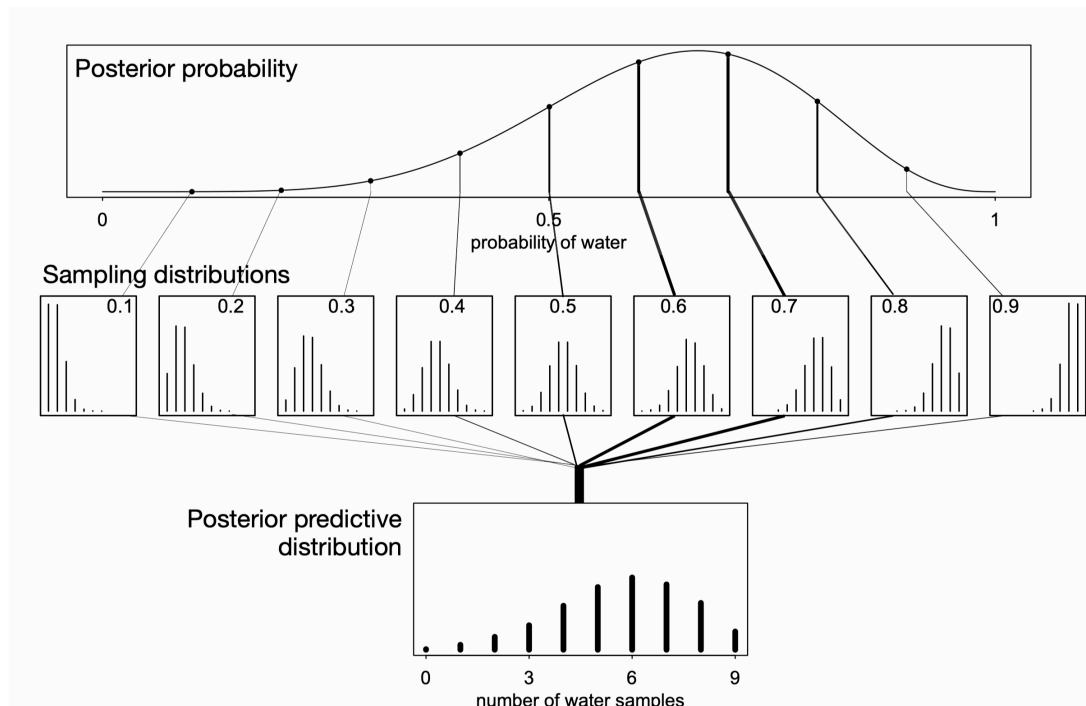 Posterior probability
0
0.5
1
probability of water
Sampling distributions
0.1
0.2
0.3
0.4
0.5
0.6
0.7
0.8
0.9
Posterior predictive
distribution
0
3
6
9
number of water samples